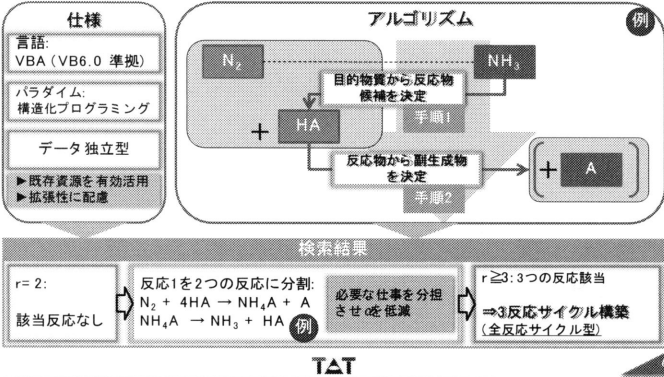 仕様
言語:
VBA（VB6.0 準拠）
パラダイム:
構造化プログラミング
データ独立型
►既存資源を有効活用
►拡張性に配慮
アルゴリズム
例
N₂
NH₃
目的物質から反応物
候補を決定
手順1
+
HA
反応物から副生成物
を決定
手順2
+ A
検索結果
r= 2:
該当反応なし
反応1を2つの反応に分割:
N₂ + 4HA → NH₄A + A
NH₄A → NH₃ + HA
例
必要な仕事を分担
させαを低減
r≧3: 3つの反応該当
⇒3反応サイクル構築
(全反応サイクル型)
TAT